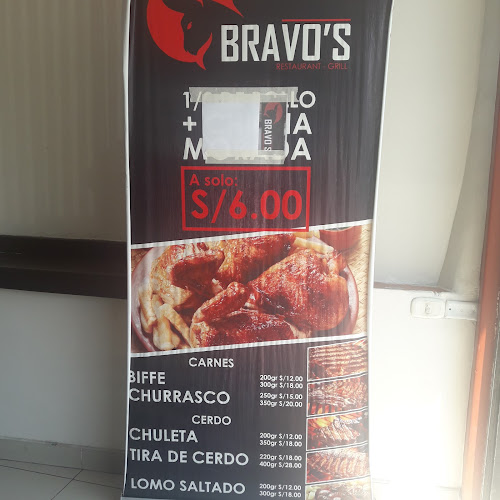 BRAVO'S
RESTAURANT - GRILL
BRAVO'S
A solo:
S/6.00
CARNES
BIFFE 200gr S/12.00
300gr S/18.00
CHURRASCO 250gr S/15.00
350gr S/20.00
CERDO
CHULETA 200gr S/12.00
350gr S/18.00
TIRA DE CERDO 220gr S/18.00
400gr S/28.00
LOMO SALTADO 200gr S/12.00
300gr S/18.00